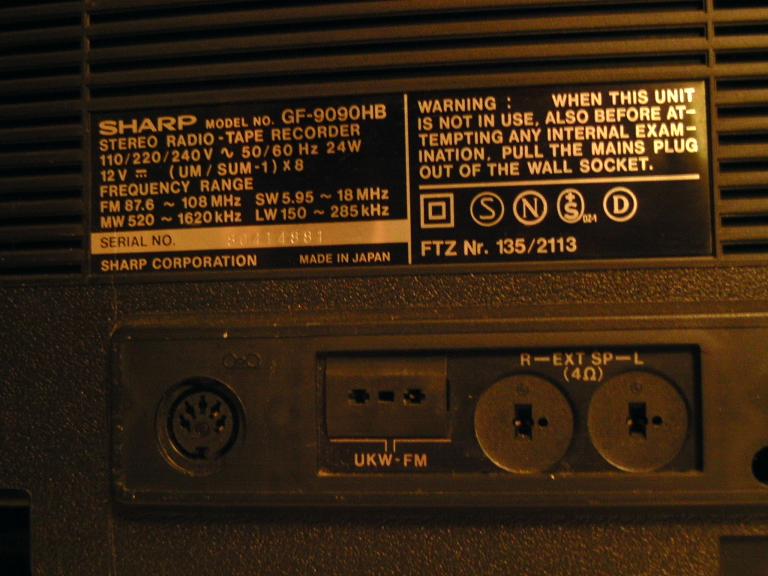 SHARP MODEL NO. GF-9090HB
STEREO RADIO-TAPE RECORDER
110/220/240V ∿ 50/60 Hz 24W
12V ⎓ (UM/SUM-1) X 8
FREQUENCY RANGE
FM 87.6 ~ 108 MHz SW 5.95 ~ 18 MHz
MW 520 ~ 1620 kHz LW 150 ~ 285 kHz
SERIAL NO.
SHARP CORPORATION MADE IN JAPAN
WARNING : WHEN THIS UNIT
IS NOT IN USE, ALSO BEFORE AT-
TEMPTING ANY INTERNAL EXAM-
INATION, PULL THE MAINS PLUG
OUT OF THE WALL SOCKET.
S N S D
FTZ Nr. 135/2113
R-EXT SP-L
(4Ω)
UKW-FM